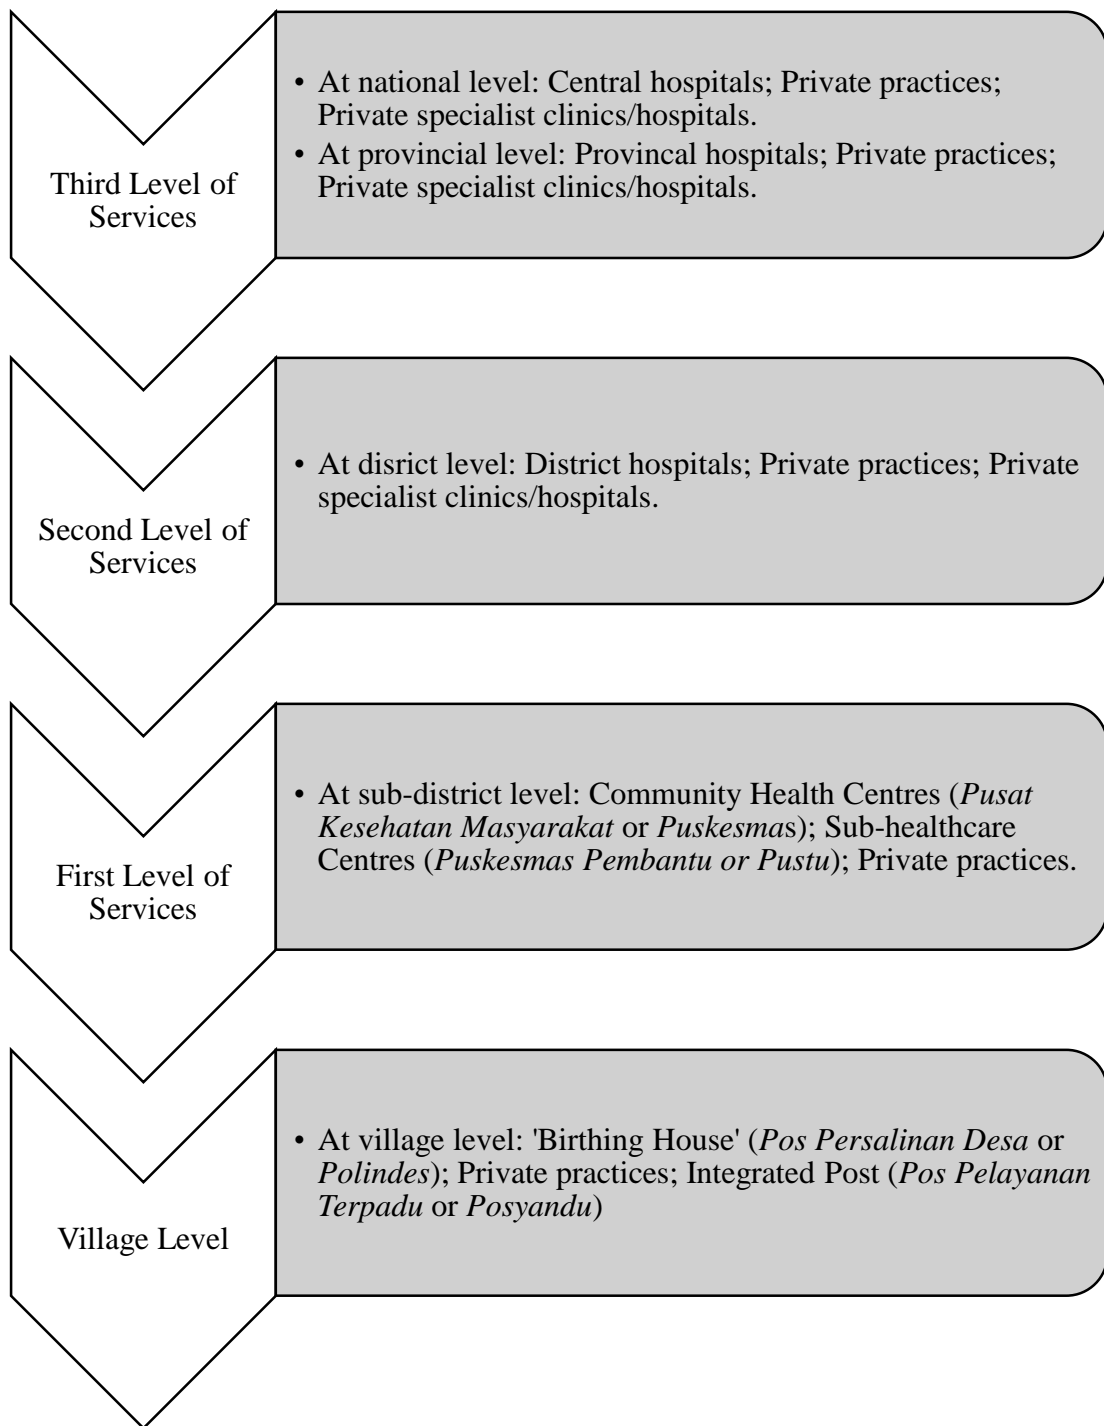 Third Level of
Services
• At national level: Central hospitals; Private practices;
Private specialist clinics/hospitals.
• At provincial level: Provincal hospitals; Private practices;
Private specialist clinics/hospitals.
Second Level of
Services
• At disrict level: District hospitals; Private practices; Private
specialist clinics/hospitals.
First Level of
Services
• At sub-district level: Community Health Centres (Pusat
Kesehatan Masyarakat or Puskesmas); Sub-healthcare
Centres (Puskesmas Pembantu or Pustu); Private practices.
Village Level
• At village level: 'Birthing House' (Pos Persalinan Desa or
Polindes); Private practices; Integrated Post (Pos Pelayanan
Terpadu or Posyandu)